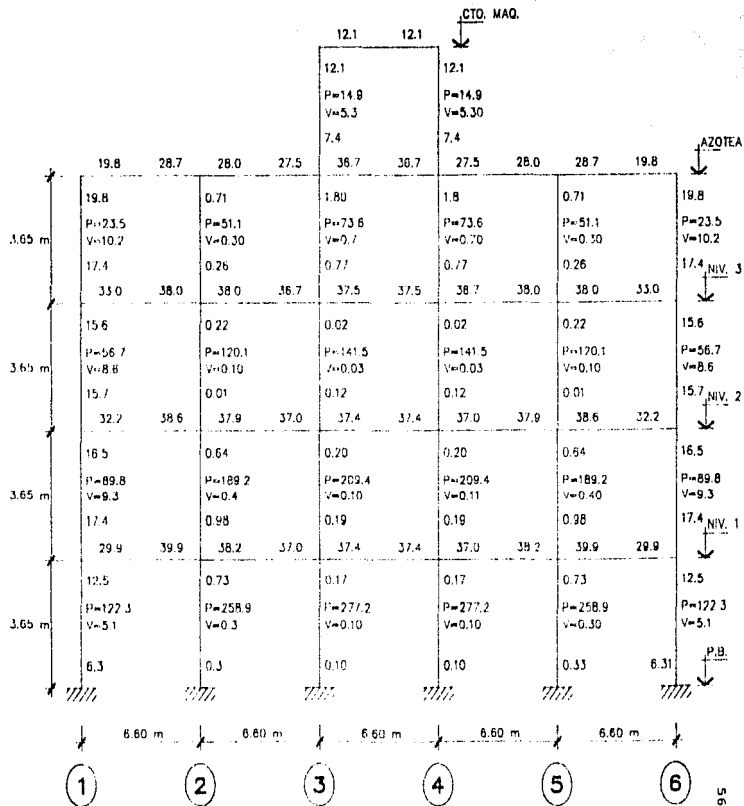 CTO. MAQ.
12.1 12.1
12.1 12.1
P=14.9 P=14.9
V=5.3 V=5.30
7.4 7.4
AZOTEA
19.8 28.7 28.0 27.5 36.7 36.7 27.5 28.0 28.7 19.8
19.8 0.71 1.80 1.8 0.71 19.8
P=23.5 P=51.1 P=73.6 P=73.6 P=51.1 P=23.5
3.65 m V=10.2 V=0.30 V=0.7 V=0.70 V=0.30 V=10.2
17.4 0.26 0.77 0.77 0.26 17.4 NIV. 3
33.0 38.0 38.0 36.7 37.5 37.5 38.7 38.0 38.0 33.0
15.6 0.22 0.02 0.02 0.22 15.6
P=56.7 P=120.1 P=141.5 P=141.5 P=120.1 P=56.7
3.65 m V=8.6 V=0.10 V=0.03 V=0.03 V=0.10 V=8.6
15.7 0.01 0.12 0.12 0.01 15.7 NIV. 2
32.2 38.6 37.9 37.0 37.4 37.4 37.0 37.9 38.6 32.2
16.5 0.64 0.20 0.20 0.64 16.5
P=89.8 P=189.2 P=209.4 P=209.4 P=189.2 P=89.8
3.65 m V=9.3 V=0.4 V=0.10 V=0.11 V=0.40 V=9.3
17.4 0.98 0.19 0.19 0.98 17.4 NIV. 1
29.9 39.9 38.2 37.0 37.4 37.4 37.0 38.2 39.9 29.9
12.5 0.73 0.17 0.17 0.73 12.5
P=122.3 P=258.9 P=277.2 P=277.2 P=258.9 P=122.3
3.65 m V=5.1 V=0.3 V=0.10 V=0.10 V=0.30 V=5.1
6.3 0.3 0.10 0.10 0.33 6.31 P.B.
6.60 m 6.60 m 6.60 m 6.60 m 6.60 m
1 2 3 4 5 6
56